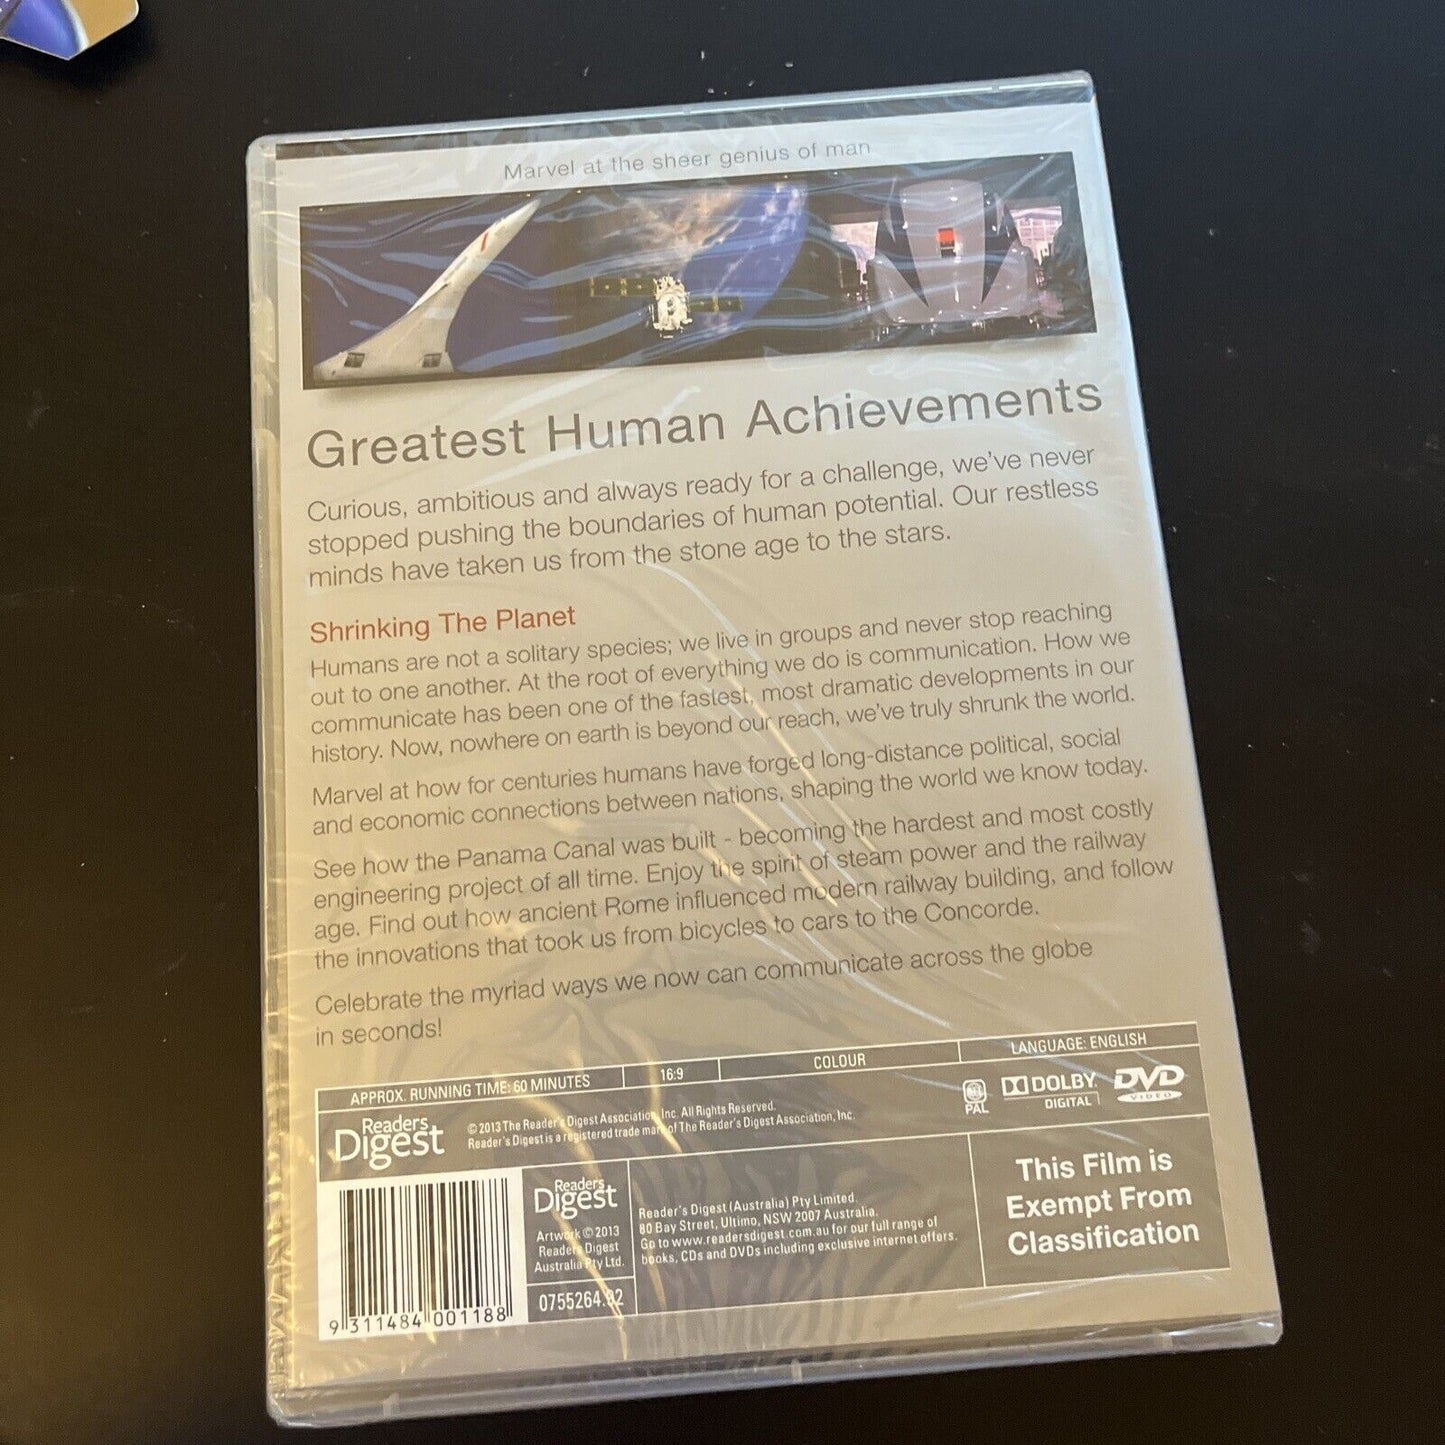 Marvel at the sheer genius of man
Greatest Human Achievements
Curious, ambitious and always ready for a challenge, we've never
stopped pushing the boundaries of human potential. Our restless
minds have taken us from the stone age to the stars.
Shrinking The Planet
Humans are not a solitary species; we live in groups and never stop reaching
out to one another. At the root of everything we do is communication. How we
communicate has been one of the fastest, most dramatic developments in our
history. Now, nowhere on earth is beyond our reach, we've truly shrunk the world.
Marvel at how for centuries humans have forged long-distance political, social
and economic connections between nations, shaping the world we know today.
See how the Panama Canal was built - becoming the hardest and most costly
engineering project of all time. Enjoy the spirit of steam power and the railway
age. Find out how ancient Rome influenced modern railway building, and follow
the innovations that took us from bicycles to cars to the Concorde.
Celebrate the myriad ways we now can communicate across the globe
in seconds!
APPROX. RUNNING TIME: 60 MINUTES
16:9
COLOUR
LANGUAGE: ENGLISH
Readers
Digest
© 2013 The Reader's Digest Association, Inc. All Rights Reserved.
Reader's Digest is a registered trade mark of The Reader's Digest Association, Inc.
PAL
DOLBY
DIGITAL
DVD
VIDEO
9 311484 001188
Readers
Digest
Artwork © 2013
Readers Digest
Australia Pty Ltd.
0755264.92
Reader's Digest (Australia) Pty Limited.
80 Bay Street, Ultimo, NSW 2007 Australia.
Go to www.readersdigest.com.au for our full range of
books, CDs and DVDs including exclusive internet offers.
This Film is
Exempt From
Classification